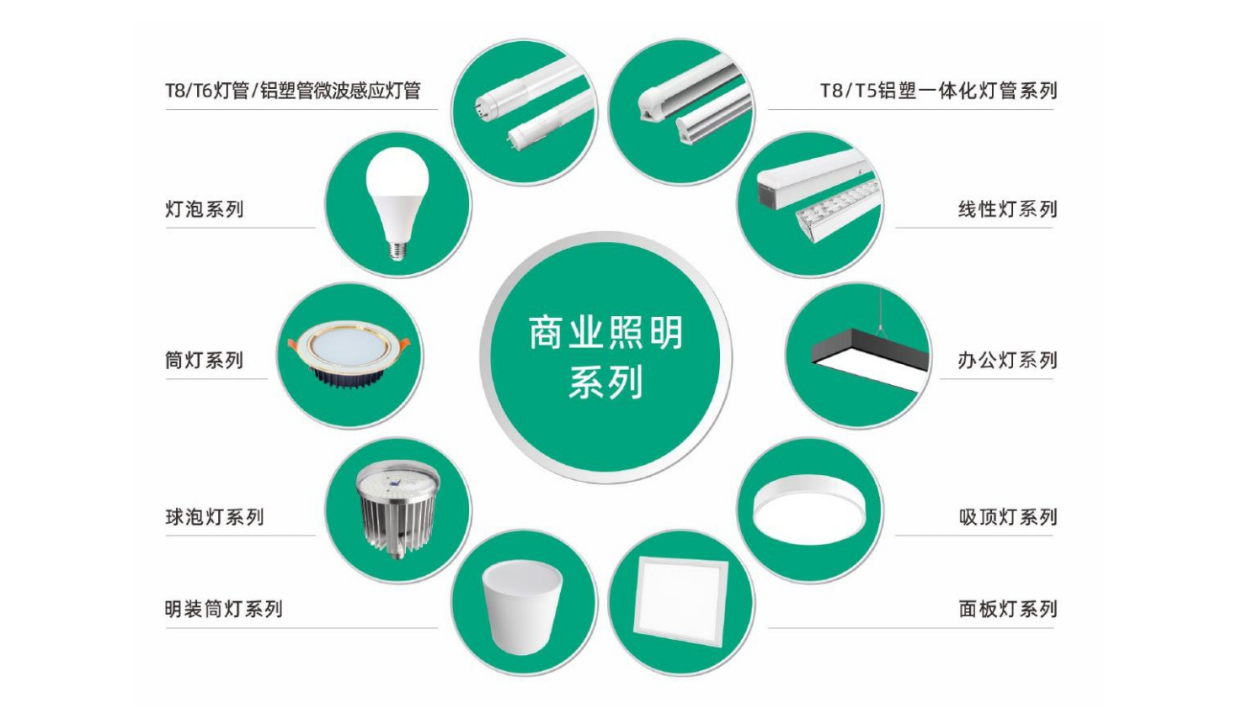 T8/T6灯管/铝塑管微波感应灯管
T8/T5铝塑一体化灯管系列
灯泡系列
线性灯系列
商业照明
系列
筒灯系列
办公灯系列
球泡灯系列
吸顶灯系列
明装筒灯系列
面板灯系列